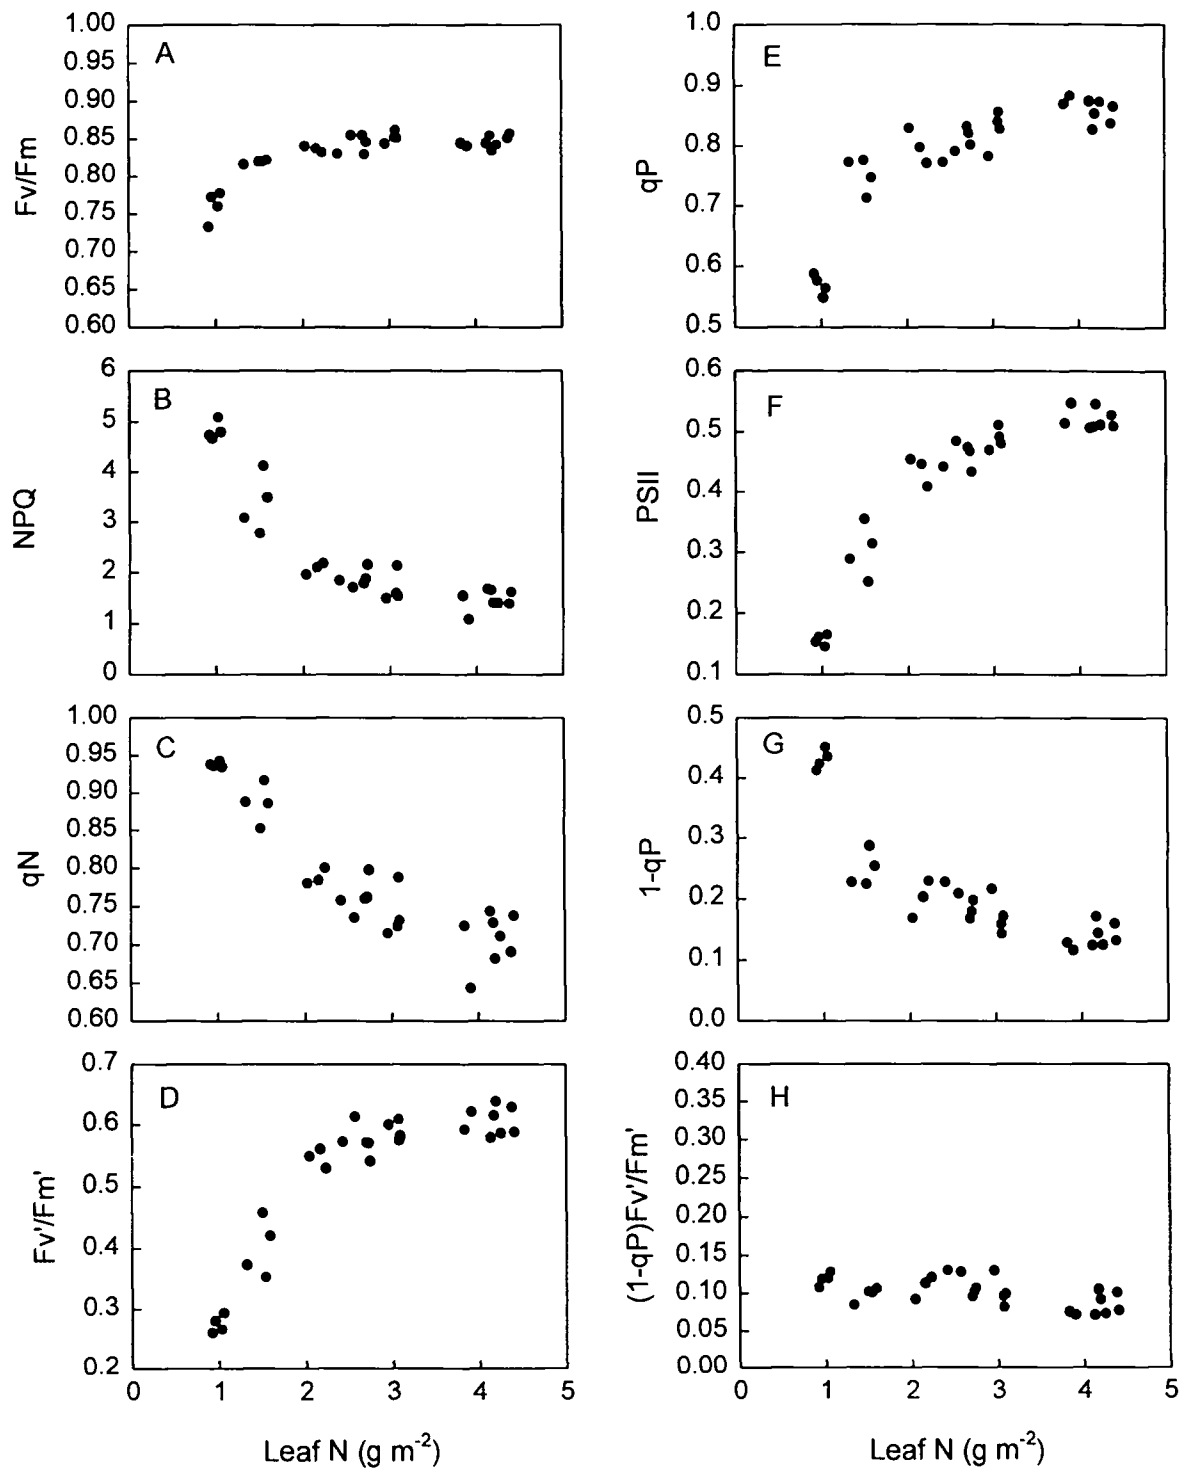 1.00
0.95
0.90
0.85
0.80
0.75
0.70
0.65
0.60
A
Fv/Fm
1.0
0.9
0.8
0.7
0.6
0.5
E
qP
6
5
4
3
2
1
0
B
NPQ
0.6
0.5
0.4
0.3
0.2
0.1
F
PSII
1.00
0.95
0.90
0.85
0.80
0.75
0.70
0.65
0.60
C
qN
0.5
0.4
0.3
0.2
0.1
0.0
G
1-qP
0.7
0.6
0.5
0.4
0.3
0.2
D
Fv'/Fm'
0 1 2 3 4 5
Leaf N (g m⁻²)
0.40
0.35
0.30
0.25
0.20
0.15
0.10
0.05
0.00
H
(1-qP)Fv'/Fm'
0 1 2 3 4 5
Leaf N (g m⁻²)